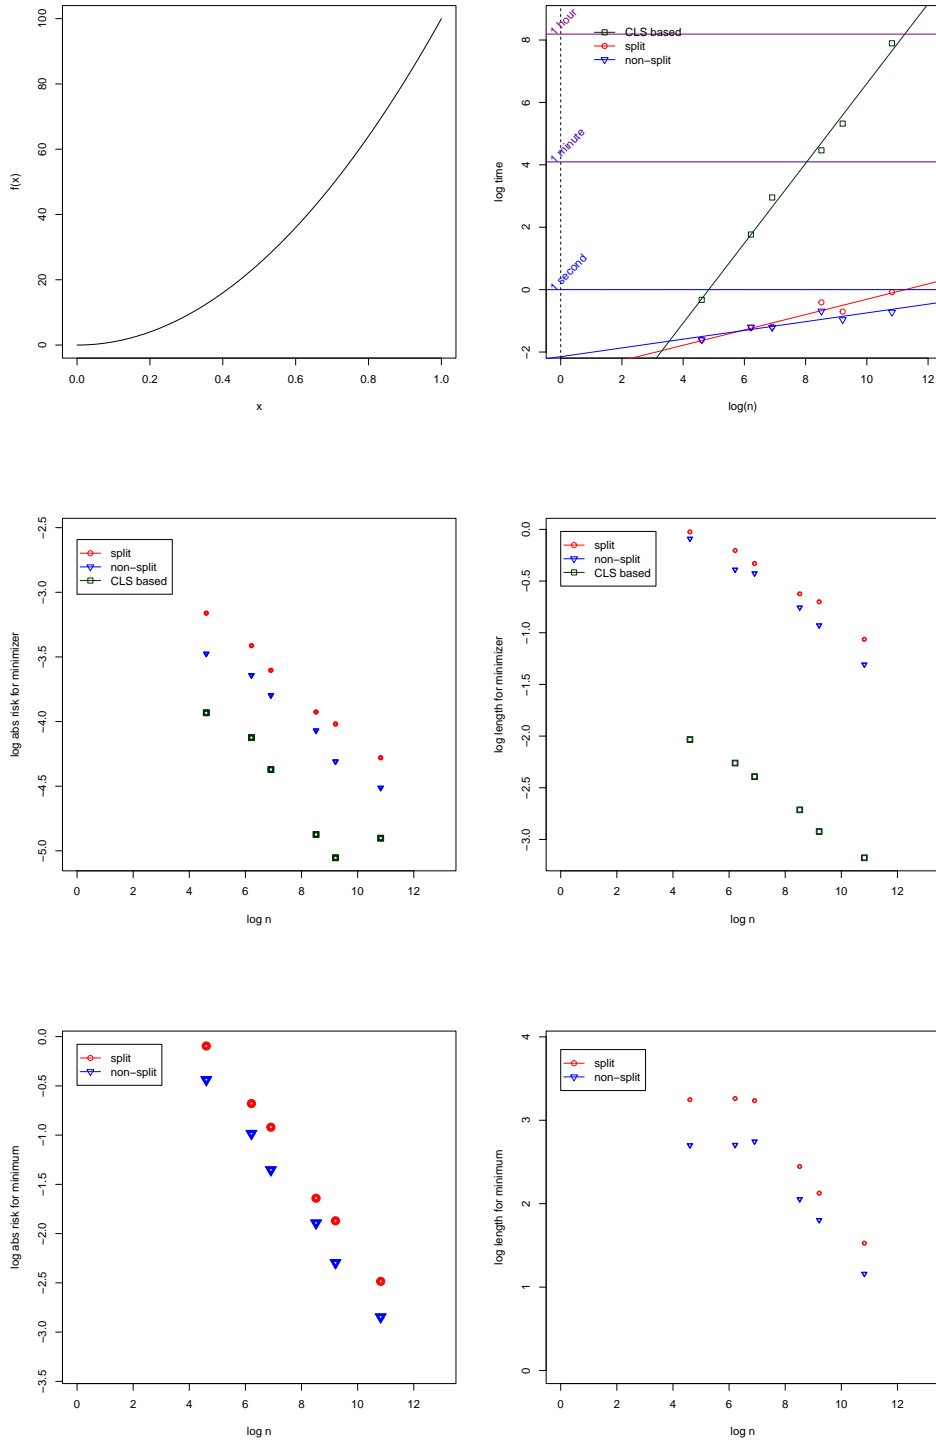 f(x)
100
80
60
40
20
0
0.0 0.2 0.4 0.6 0.8 1.0
x
log time
8
6
4
2
0
−2
1 hour
1 minute
1 second
CLS based
split
non−split
0 2 4 6 8 10 12
log(n)
log abs risk for minimizer
−2.5
−3.0
−3.5
−4.0
−4.5
−5.0
split
non−split
CLS based
0 2 4 6 8 10 12
log n
log length for minimizer
0.0
−0.5
−1.0
−1.5
−2.0
−2.5
−3.0
split
non−split
CLS based
0 2 4 6 8 10 12
log n
log abs risk for minimum
0.0
−0.5
−1.0
−1.5
−2.0
−2.5
−3.0
−3.5
split
non−split
0 2 4 6 8 10 12
log n
log length for minimum
4
3
2
1
0
split
non−split
0 2 4 6 8 10 12
log n